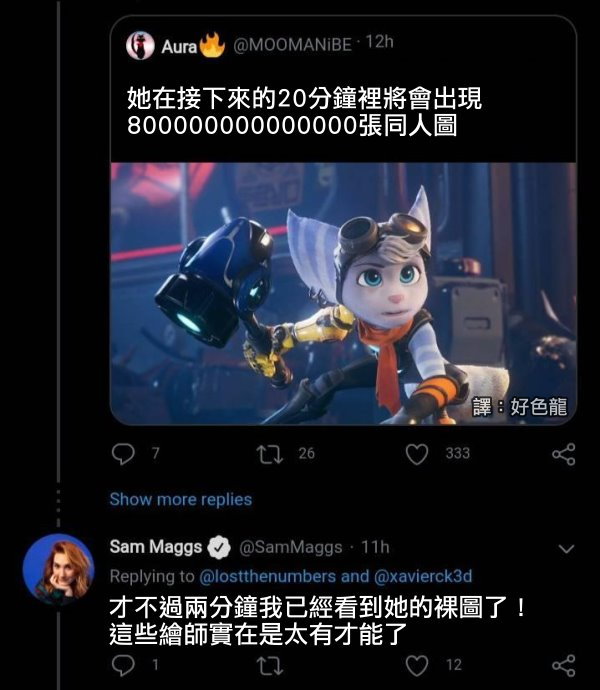 Aura🔥 @MOOMANiBE · 12h
她在接下來的20分鐘裡將會出現
800000000000000張同人圖
譯：好色龍
7 26 333
Show more replies
Sam Maggs @SamMaggs · 11h
Replying to @lostthenumbers and @xavierck3d
才不過兩分鐘我已經看到她的裸圖了！
這些繪師實在是太有才能了
1 12